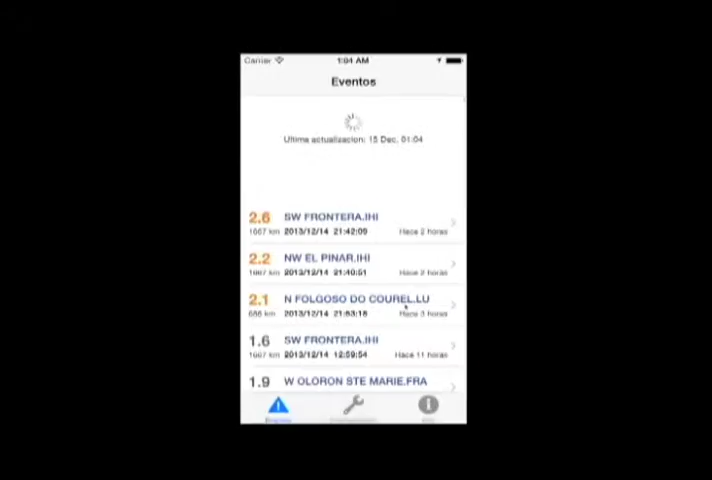 Carrier
1:04 AM
Eventos
Ultima actualizacion: 15 Dec, 01:04
2.6 SW FRONTERA.IHI
1667 km 2013/12/14 21:42:09 Hace 2 horas
2.2 NW EL PINAR.IHI
1667 km 2013/12/14 21:40:51 Hace 2 horas
2.1 N FOLGOSO DO COUREL.LU
2013/12/14 Hace 3 horas
1.6 SW FRONTERA.IHI
1667 km 2013/12/14 12:59:54 Hace 11 horas
1.9 W OLORON STE MARIE.FRA
Eventos